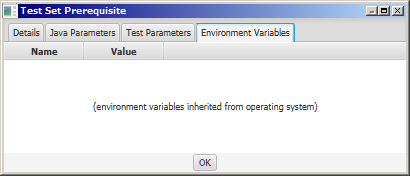 Test Set Prerequisite
Details Java Parameters Test Parameters Environment Variables
Name Value
(environment variables inherited from operating system)
OK